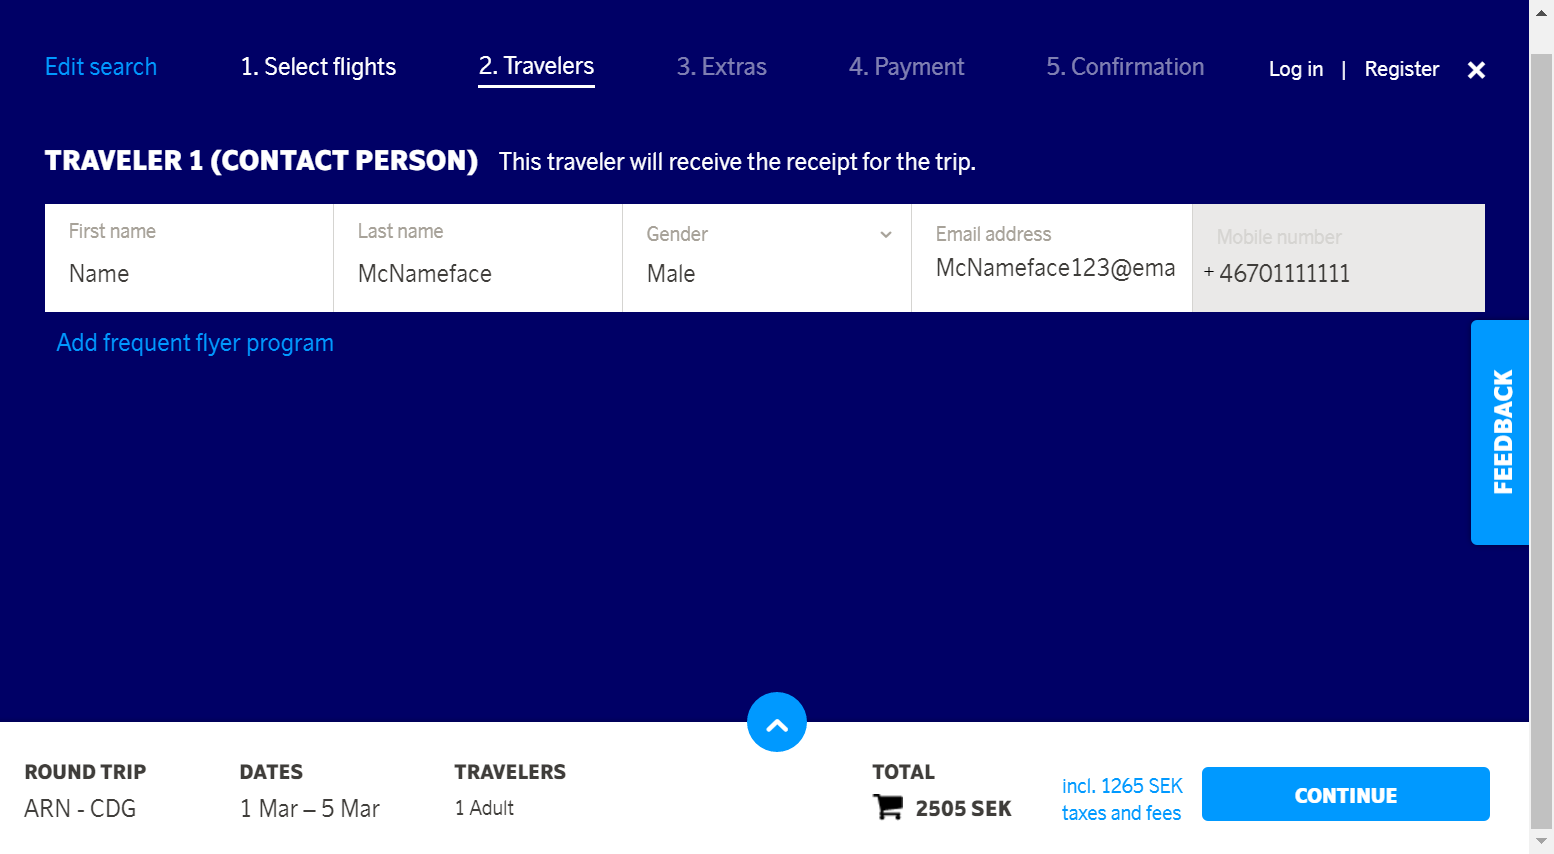 Edit search
1. Select flights
2. Travelers
3. Extras
4. Payment
5. Confirmation
Log in | Register
TRAVELER 1 (CONTACT PERSON) This traveler will receive the receipt for the trip.
First name
Name
Last name
McNameface
Gender
Male
Email address
McNameface123@ema
Mobile number
+ 46701111111
Add frequent flyer program
FEEDBACK
ROUND TRIP
ARN - CDG
DATES
1 Mar – 5 Mar
TRAVELERS
1 Adult
TOTAL
2505 SEK
incl. 1265 SEK
taxes and fees
CONTINUE